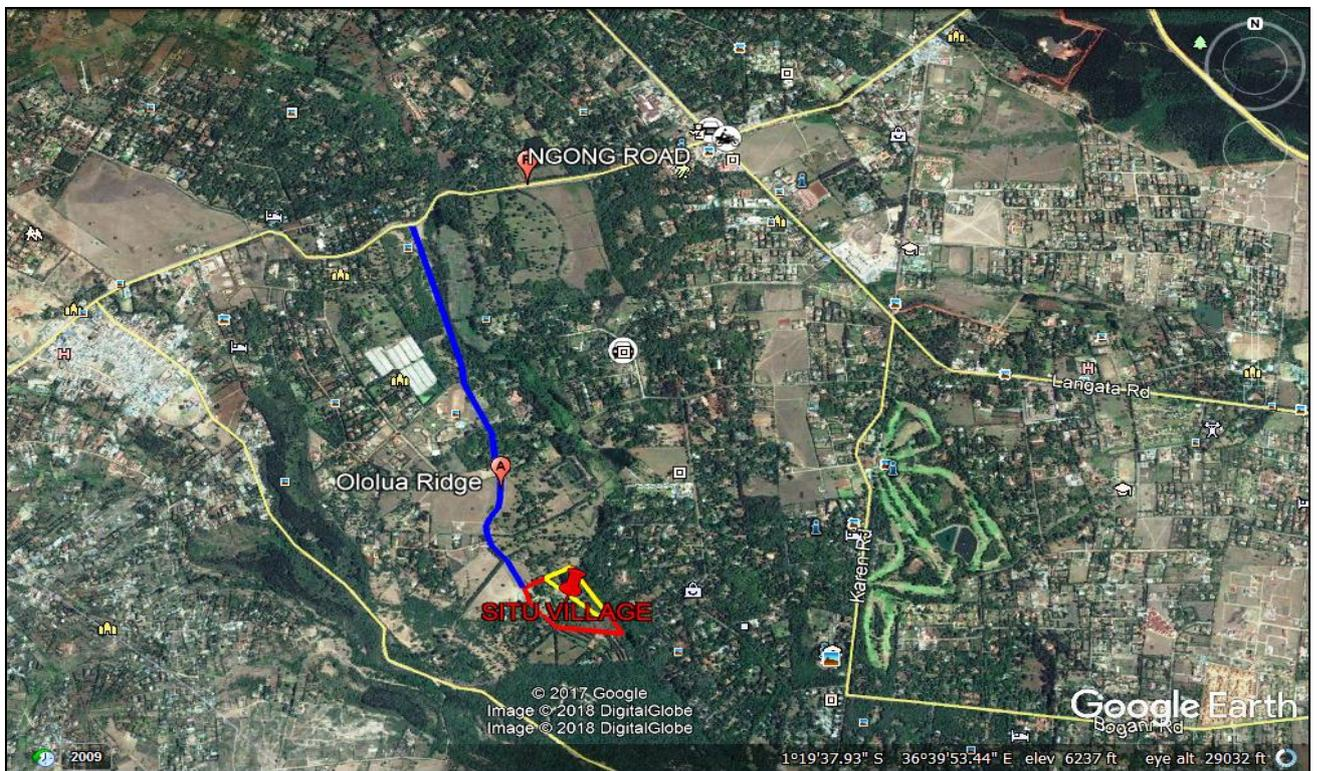 N
NGONG ROAD
Langata Rd
Ololua Ridge
A
Karen Rd
SITU VILLAGE
© 2017 Google
Image © 2018 DigitalGlobe
Image © 2018 DigitalGlobe
Google Earth
Bogani Rd
2009
1°19'37.93" S 36°39'53.44" E elev 6237 ft eye alt 29032 ft